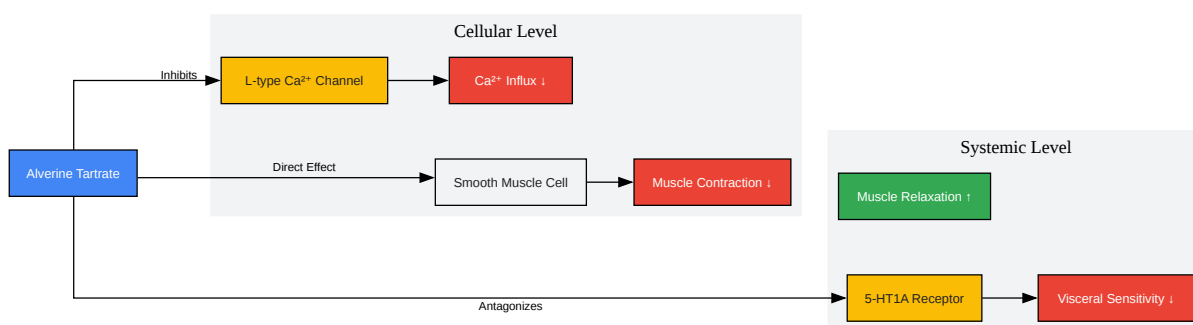 Cellular Level
Inhibits
L-type Ca²⁺ Channel
Ca²⁺ Influx ↓
Alverine Tartrate
Direct Effect
Smooth Muscle Cell
Muscle Contraction ↓
Systemic Level
Muscle Relaxation ↑
Antagonizes
5-HT1A Receptor
Visceral Sensitivity ↓